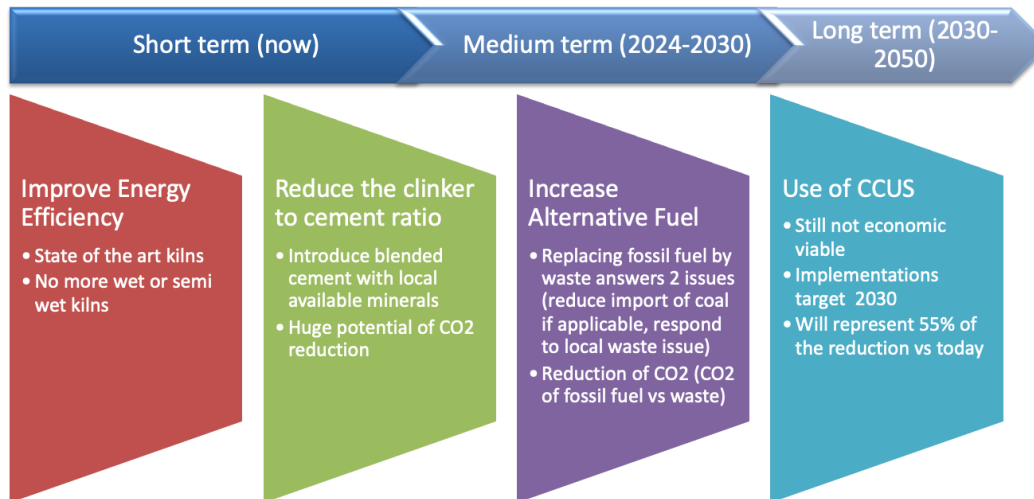 Short term (now)
Medium term (2024-2030)
Long term (2030-
2050)
Improve Energy
Efficiency
• State of the art kilns
• No more wet or semi
wet kilns
Reduce the clinker
to cement ratio
• Introduce blended
cement with local
available minerals
• Huge potential of CO2
reduction
Increase
Alternative Fuel
• Replacing fossil fuel by
waste answers 2 issues
(reduce import of coal
if applicable, respond
to local waste issue)
• Reduction of CO2 (CO2
of fossil fuel vs waste)
Use of CCUS
• Still not economic
viable
• Implementations
target 2030
• Will represent 55% of
the reduction vs today